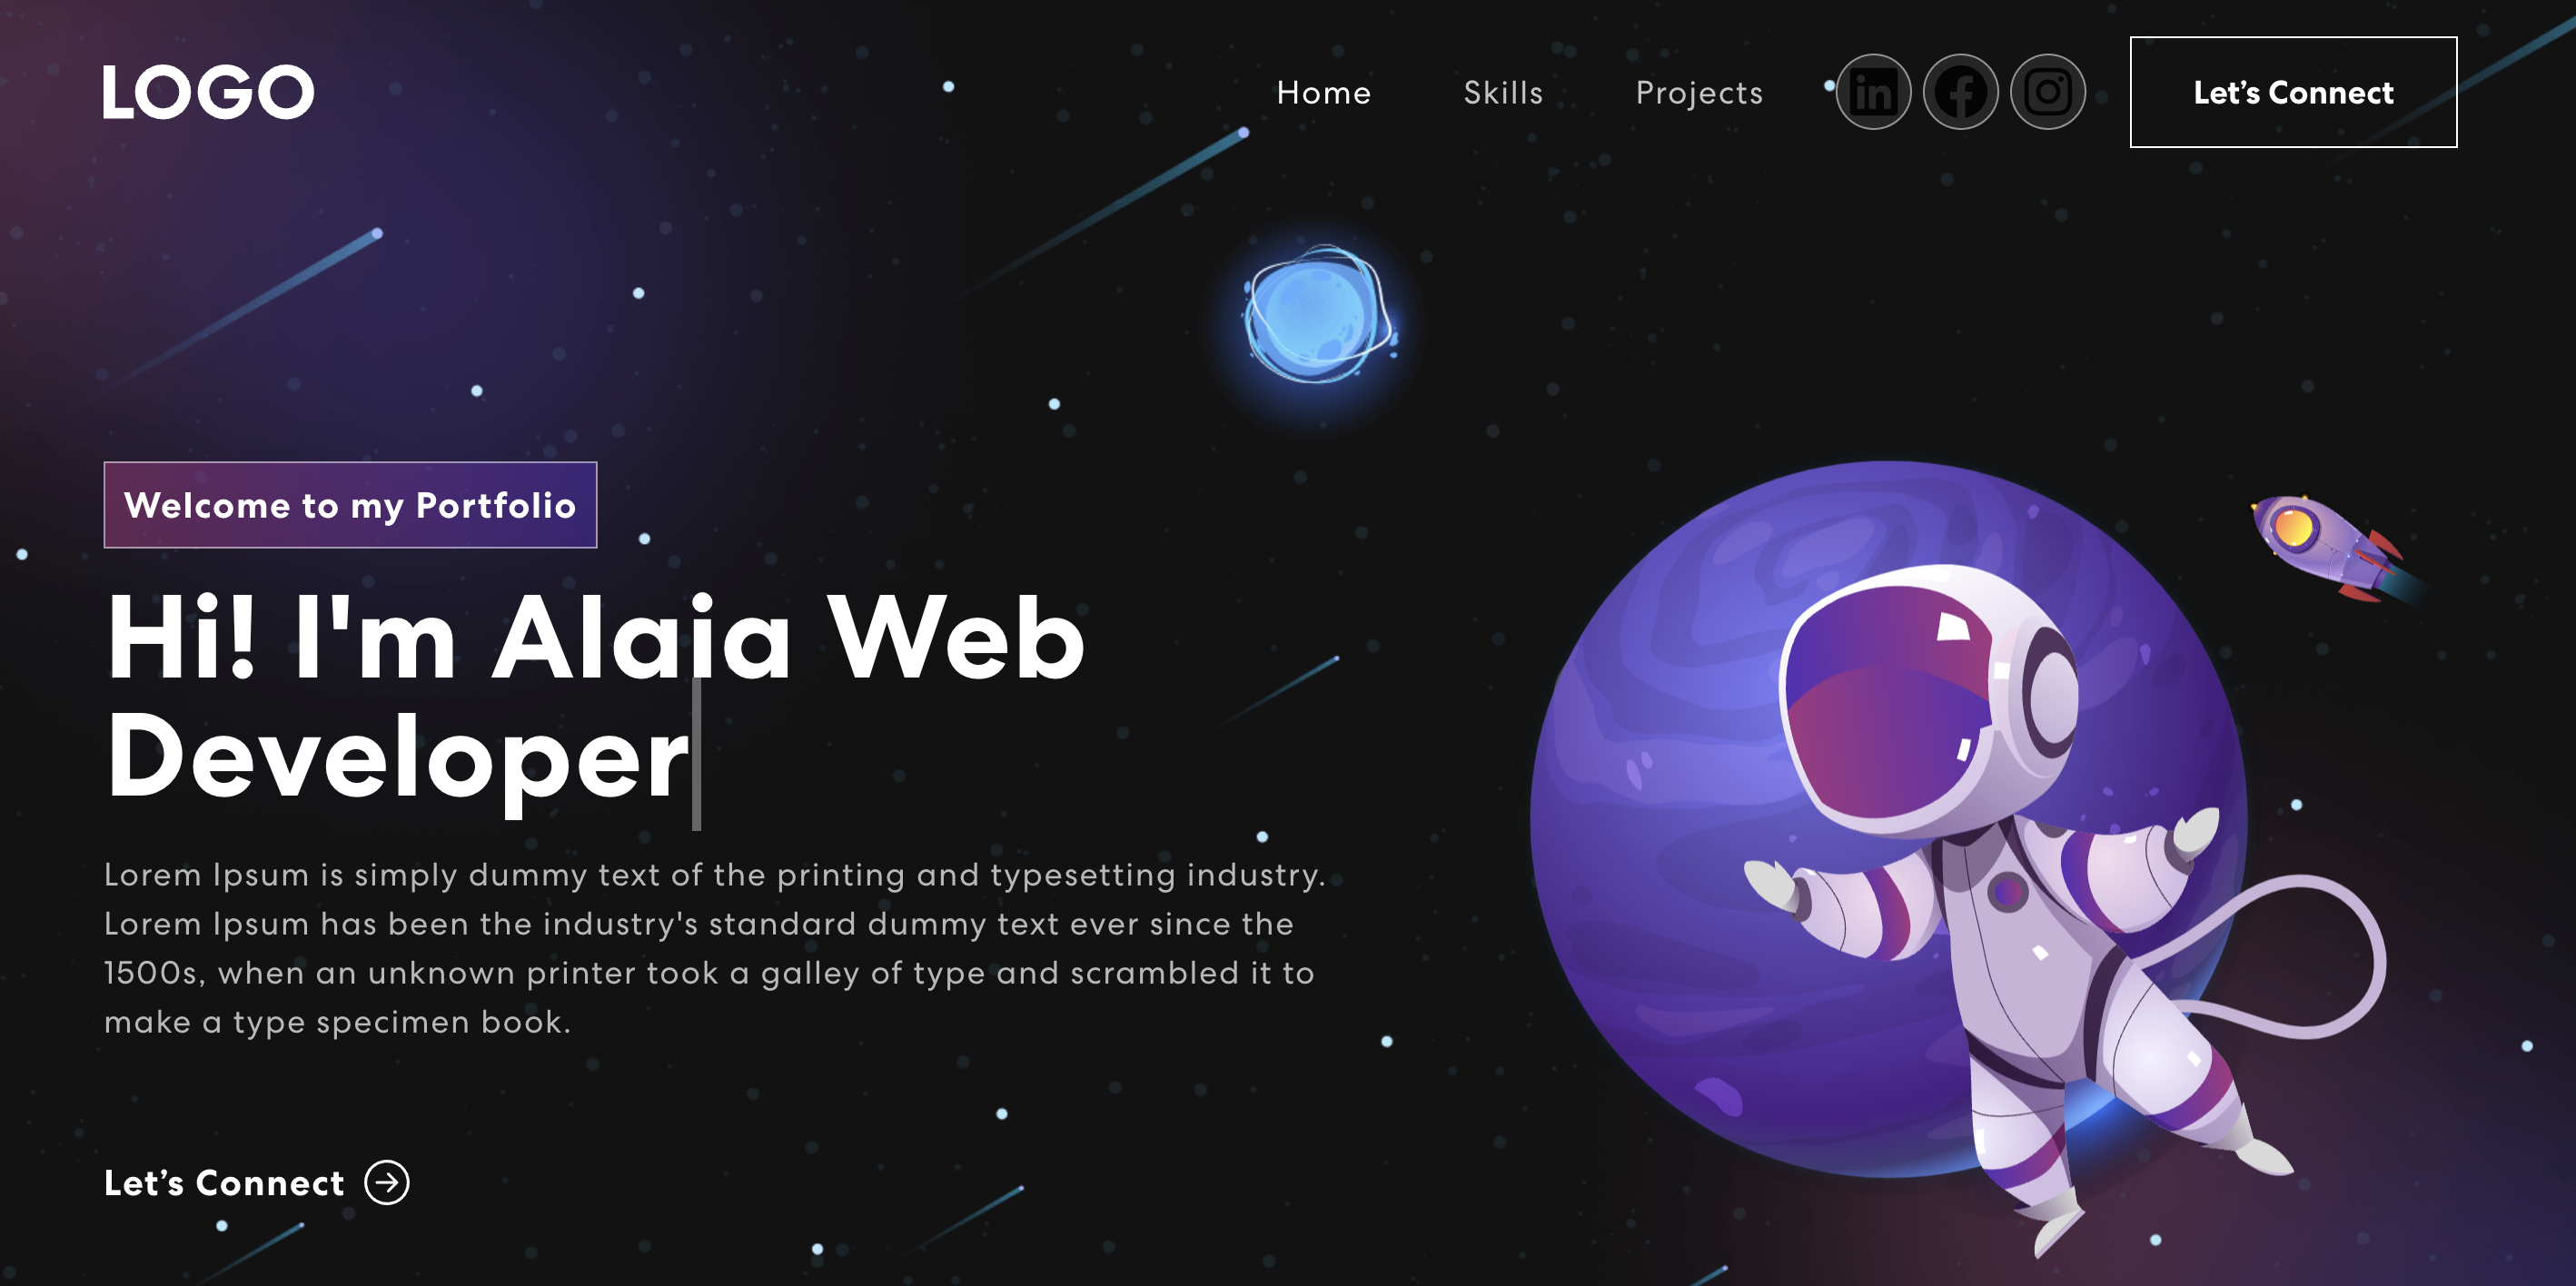 LOGO
Home
Skills
Projects
in
f
Let’s Connect
Welcome to my Portfolio
Hi! I'm Alaia Web
Developer
Lorem Ipsum is simply dummy text of the printing and typesetting industry.
Lorem Ipsum has been the industry's standard dummy text ever since the
1500s, when an unknown printer took a galley of type and scrambled it to
make a type specimen book.
Let’s Connect